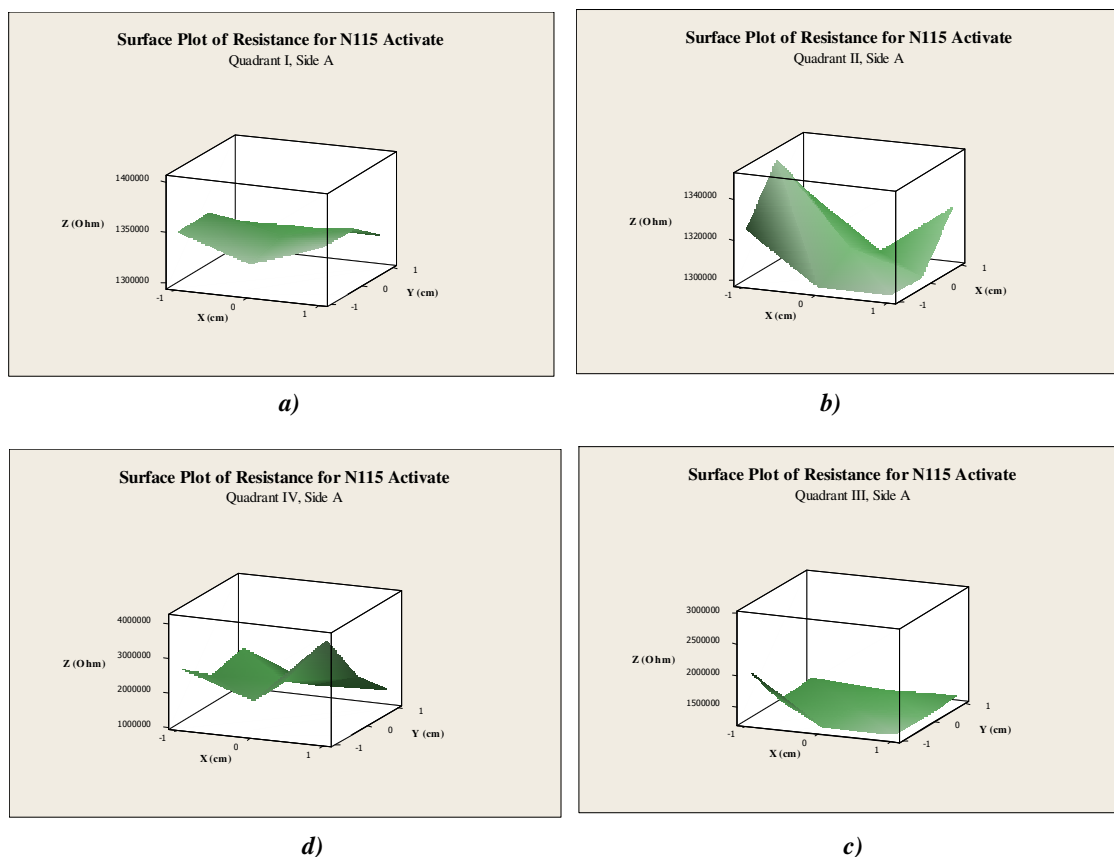 Surface Plot of Resistance for N115 Activate
Quadrant I, Side A
1400000
Z (Ohm)
1350000
1300000
-1
0
1
X (cm)
-1
0
1
Y (cm)
a)
Surface Plot of Resistance for N115 Activate
Quadrant II, Side A
1340000
Z (Ohm)
1320000
1300000
-1
0
1
X (cm)
-1
0
1
X (cm)
b)
Surface Plot of Resistance for N115 Activate
Quadrant IV, Side A
4000000
3000000
Z (Ohm)
2000000
1000000
-1
0
1
X (cm)
-1
0
1
Y (cm)
d)
Surface Plot of Resistance for N115 Activate
Quadrant III, Side A
3000000
2500000
Z (Ohm)
2000000
1500000
-1
0
1
X (cm)
-1
0
1
Y (cm)
c)